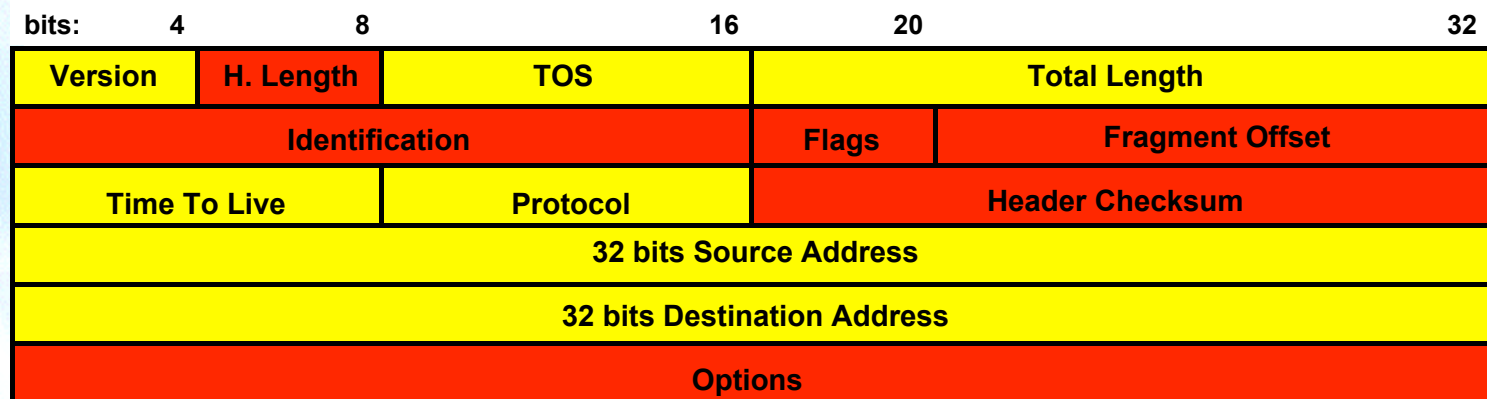 bits: 4 8 16 20 32
Version H. Length TOS Total Length
Identification Flags Fragment Offset
Time To Live Protocol Header Checksum
32 bits Source Address
32 bits Destination Address
Options